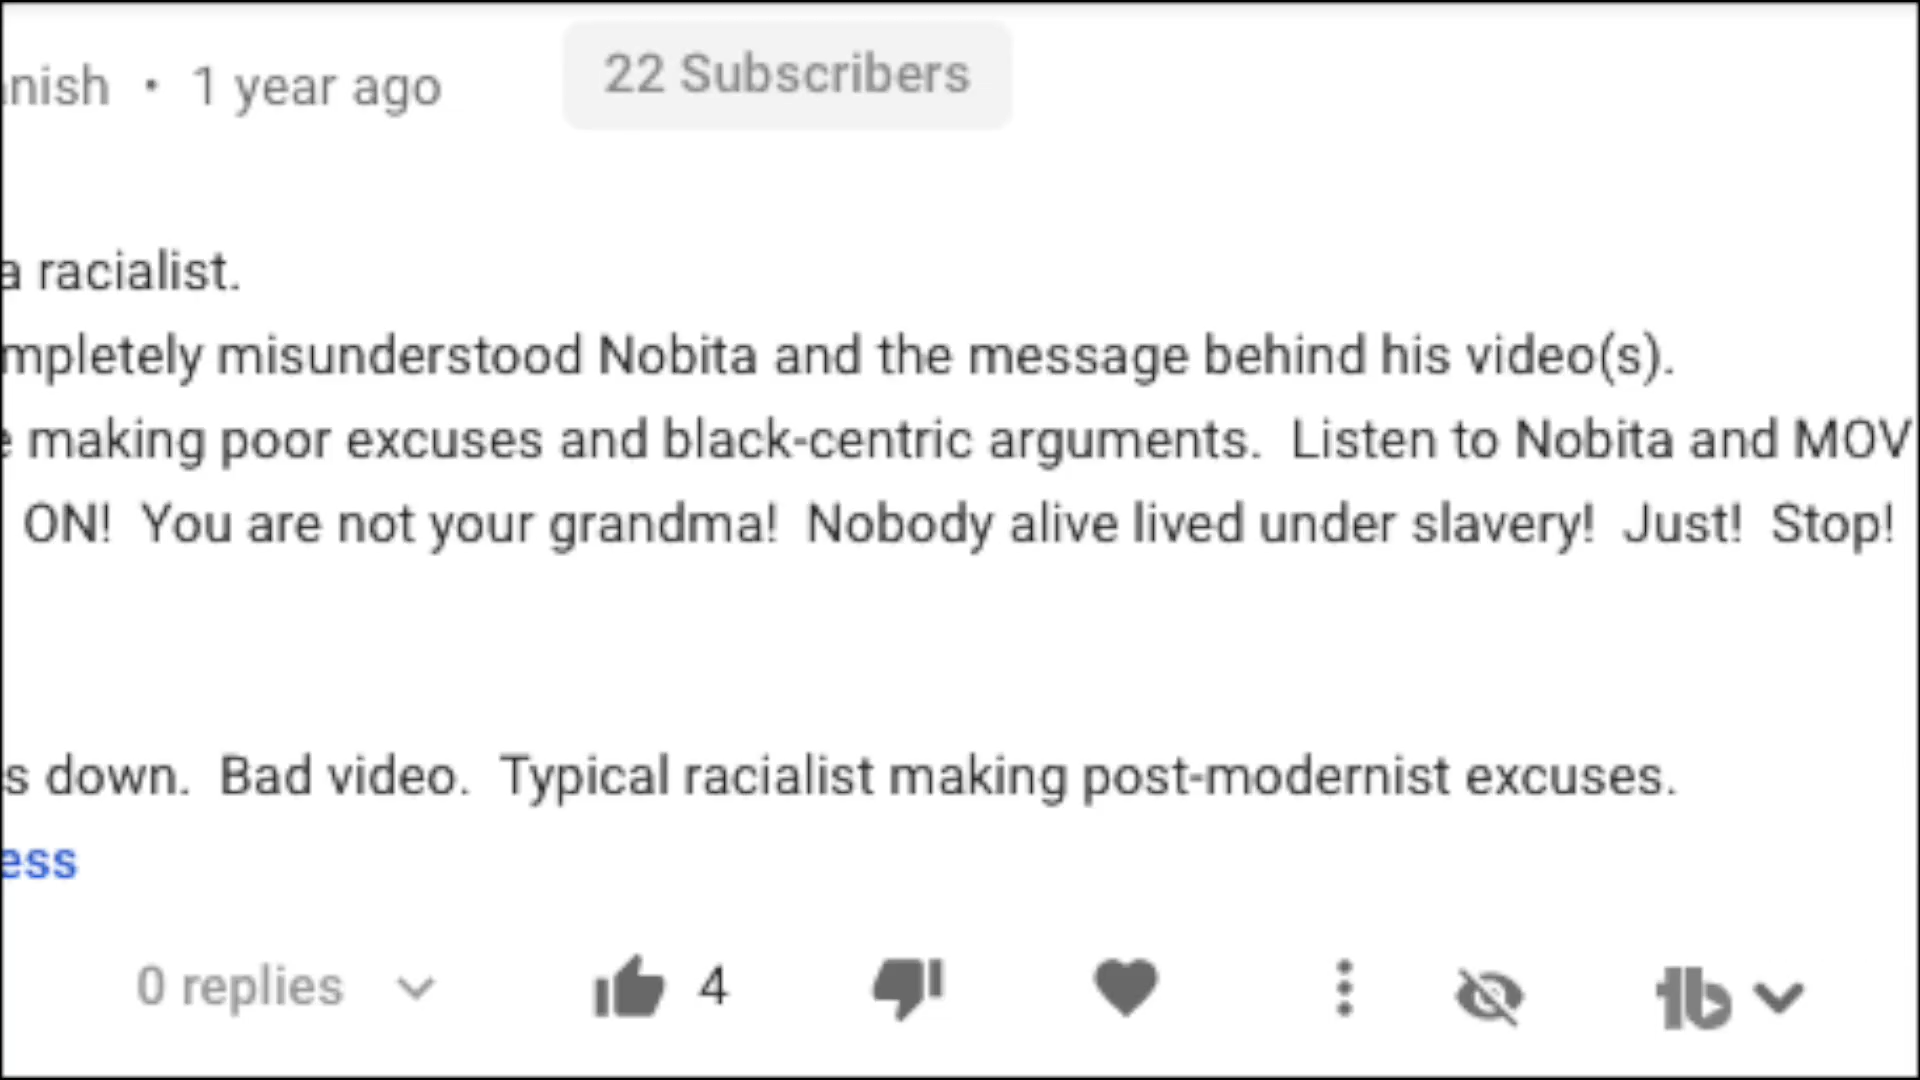 nish • 1 year ago 22 Subscribers
a racialist.
mpletely misunderstood Nobita and the message behind his video(s).
e making poor excuses and black-centric arguments. Listen to Nobita and MOV
ON! You are not your grandma! Nobody alive lived under slavery! Just! Stop!
s down. Bad video. Typical racialist making post-modernist excuses.
ess
0 replies 4